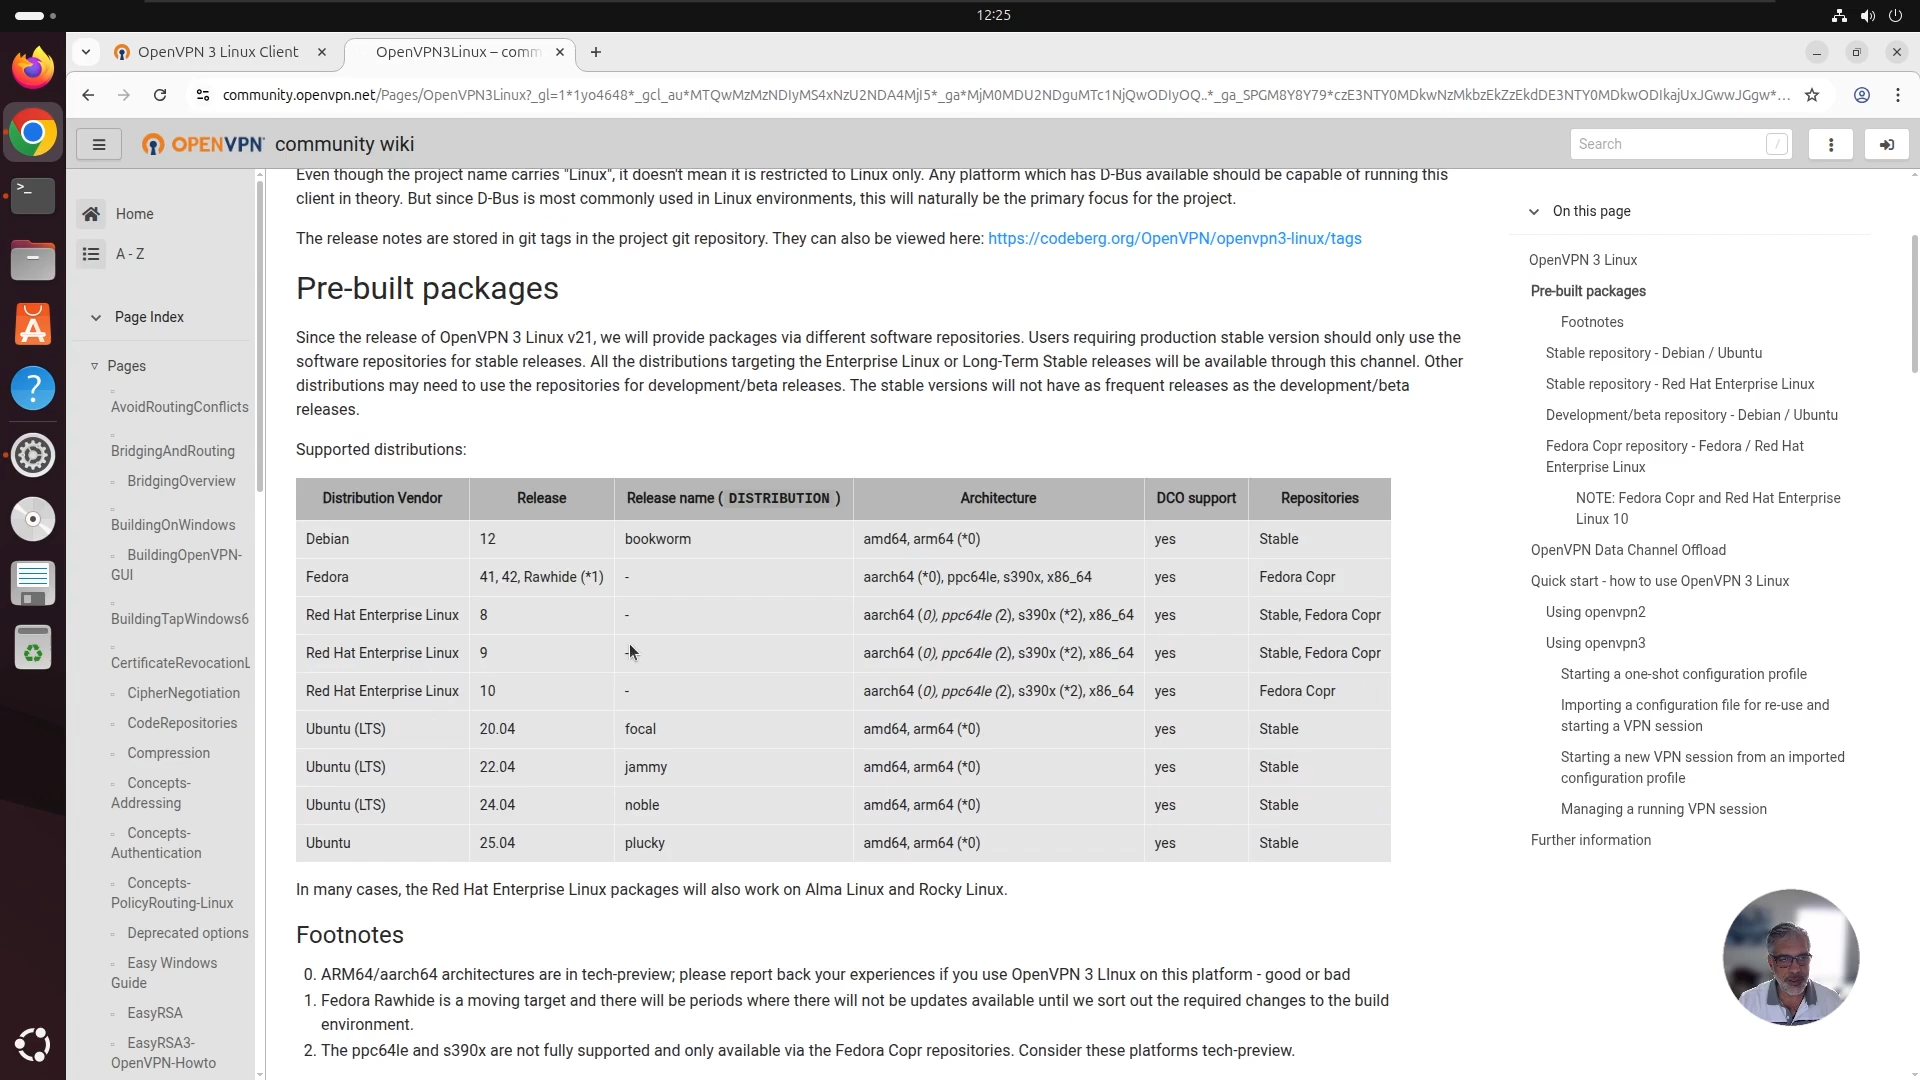 12:25
OpenVPN 3 Linux Client
OpenVPN3Linux – comm
community.openvpn.net/Pages/OpenVPN3Linux?_gl=1*1yo4648*_gcl_au*MTQwMzMzNDIyMS4xNzU2NDA4MjI5*_ga*MjM0MDU2NDguMTc1NjQwODIyOQ..*_ga_SPGM8Y8Y79*czE3NTY0MDkwNzMkbzEkZzEkdDE3NTY0MDkwODIkajUxJGwwJGgw*...
OPENVPN community wiki
Search /
Home
A - Z
Page Index
Pages
AvoidRoutingConflicts
BridgingAndRouting
BridgingOverview
BuildingOnWindows
BuildingOpenVPN-
GUI
BuildingTapWindows6
CertificateRevocationL
CipherNegotiation
CodeRepositories
Compression
Concepts-
Addressing
Concepts-
Authentication
Concepts-
PolicyRouting-Linux
Deprecated options
Easy Windows
Guide
EasyRSA
EasyRSA3-
OpenVPN-Howto
Even though the project name carries "Linux", it doesn't mean it is restricted to Linux only. Any platform which has D-Bus available should be capable of running this
client in theory. But since D-Bus is most commonly used in Linux environments, this will naturally be the primary focus for the project.
The release notes are stored in git tags in the project git repository. They can also be viewed here: https://codeberg.org/OpenVPN/openvpn3-linux/tags
Pre-built packages
Since the release of OpenVPN 3 Linux v21, we will provide packages via different software repositories. Users requiring production stable version should only use the
software repositories for stable releases. All the distributions targeting the Enterprise Linux or Long-Term Stable releases will be available through this channel. Other
distributions may need to use the repositories for development/beta releases. The stable versions will not have as frequent releases as the development/beta
releases.
Supported distributions:
Distribution Vendor Release Release name ( DISTRIBUTION ) Architecture DCO support Repositories
Debian 12 bookworm amd64, arm64 (*0) yes Stable
Fedora 41, 42, Rawhide (*1) - aarch64 (*0), ppc64le, s390x, x86_64 yes Fedora Copr
Red Hat Enterprise Linux 8 - aarch64 (0), ppc64le (2), s390x (*2), x86_64 yes Stable, Fedora Copr
Red Hat Enterprise Linux 9 - aarch64 (0), ppc64le (2), s390x (*2), x86_64 yes Stable, Fedora Copr
Red Hat Enterprise Linux 10 - aarch64 (0), ppc64le (2), s390x (*2), x86_64 yes Fedora Copr
Ubuntu (LTS) 20.04 focal amd64, arm64 (*0) yes Stable
Ubuntu (LTS) 22.04 jammy amd64, arm64 (*0) yes Stable
Ubuntu (LTS) 24.04 noble amd64, arm64 (*0) yes Stable
Ubuntu 25.04 plucky amd64, arm64 (*0) yes Stable
In many cases, the Red Hat Enterprise Linux packages will also work on Alma Linux and Rocky Linux.
Footnotes
0. ARM64/aarch64 architectures are in tech-preview; please report back your experiences if you use OpenVPN 3 LInux on this platform - good or bad
1. Fedora Rawhide is a moving target and there will be periods where there will not be updates available until we sort out the required changes to the build
environment.
2. The ppc64le and s390x are not fully supported and only available via the Fedora Copr repositories. Consider these platforms tech-preview.
On this page
OpenVPN 3 Linux
Pre-built packages
Footnotes
Stable repository - Debian / Ubuntu
Stable repository - Red Hat Enterprise Linux
Development/beta repository - Debian / Ubuntu
Fedora Copr repository - Fedora / Red Hat
Enterprise Linux
NOTE: Fedora Copr and Red Hat Enterprise
Linux 10
OpenVPN Data Channel Offload
Quick start - how to use OpenVPN 3 Linux
Using openvpn2
Using openvpn3
Starting a one-shot configuration profile
Importing a configuration file for re-use and
starting a VPN session
Starting a new VPN session from an imported
configuration profile
Managing a running VPN session
Further information